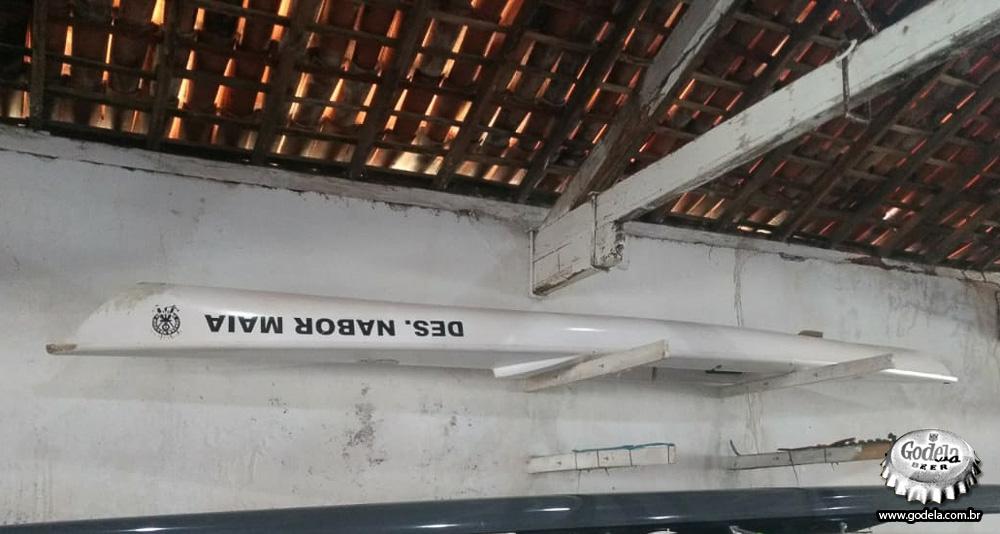 DES. NABOR MAIA
Godela
BEER
www.godela.com.br